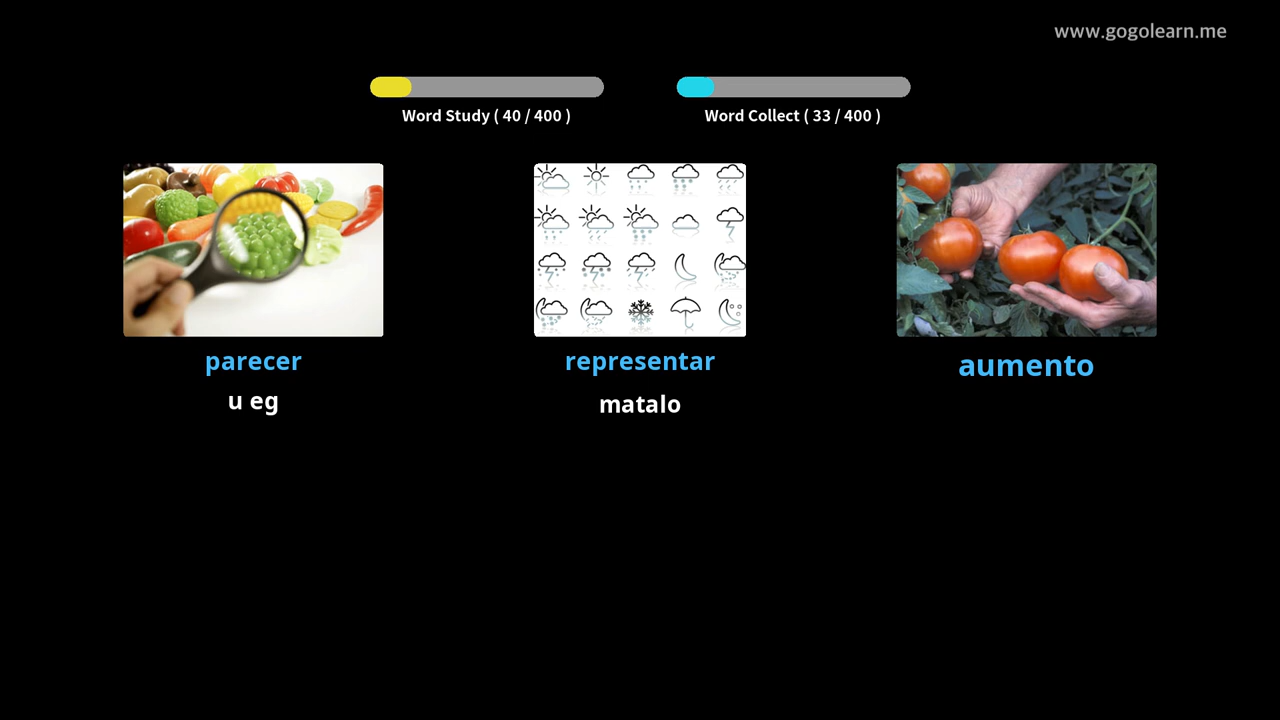 www.gogolearn.me
Word Study ( 40 / 400 )
Word Collect ( 33 / 400 )
parecer
representar
aumento
u eg
matalo